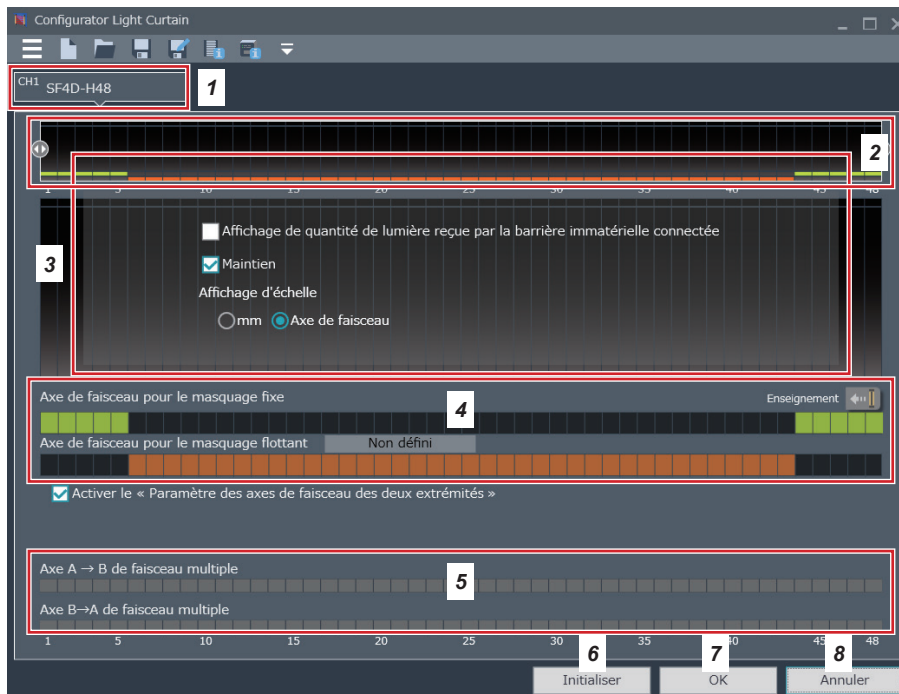 Configurator Light Curtain
CH1 SF4D-H48
1
2
1 5 10 15 20 25 30 35 40 45 48
3
Affichage de quantité de lumière reçue par la barrière immatérielle connectée
Maintien
Affichage d'échelle
mm Axe de faisceau
Axe de faisceau pour le masquage fixe
Enseignement
4
Axe de faisceau pour le masquage flottant Non défini
Activer le « Paramètre des axes de faisceau des deux extrémités »
Axe A → B de faisceau multiple
5
Axe B→A de faisceau multiple
1 5 10 15 20 25 30 35 40 45 48
6 7 8
Initialiser OK Annuler